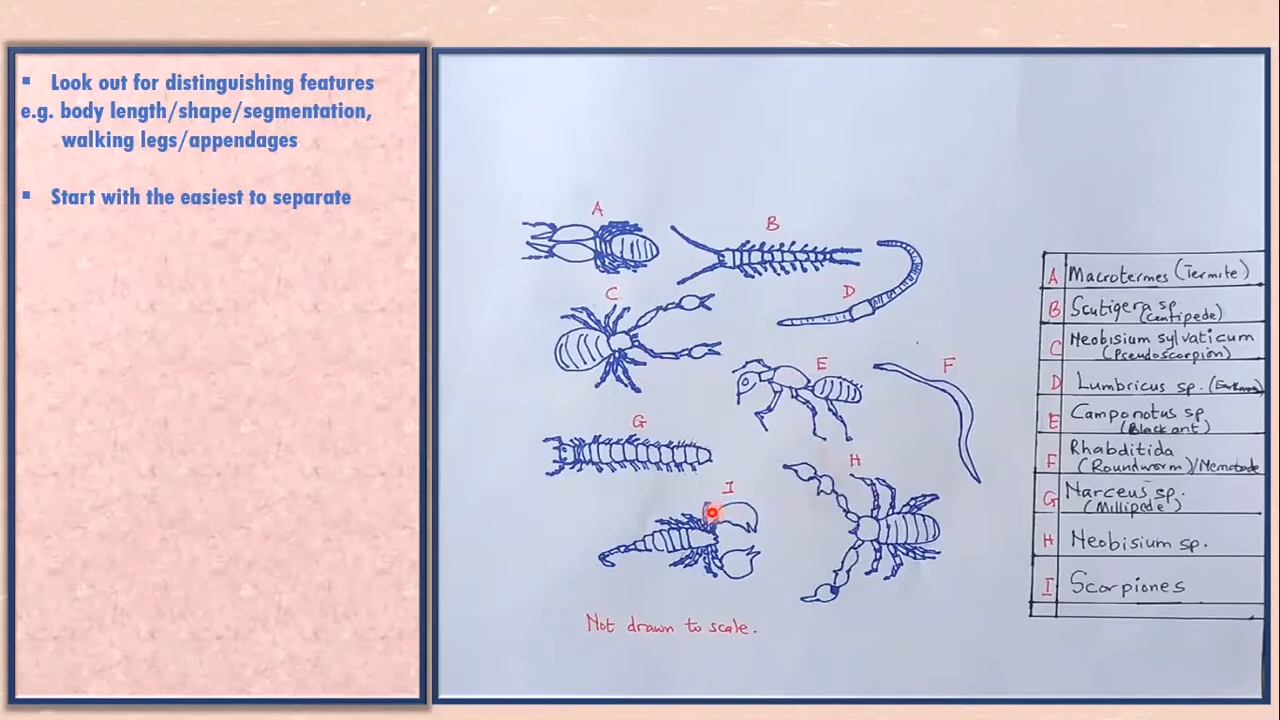 ▪ Look out for distinguishing features
e.g. body length/shape/segmentation,
walking legs/appendages
▪ Start with the easiest to separate
A
B
C
D
E
F
G
H
I
Not drawn to scale.
A Macrotermes (Termite)
B Scutigera sp.
(Centipede)
C Neobisium sylvaticum
(Pseudoscorpion)
D Lumbricus sp.
E Camponotus sp
(Black ant)
F Rhabditida
(Roundworm)/Nematode
G Narceus sp.
(Millipede)
H Neobisium sp.
I Scorpiones